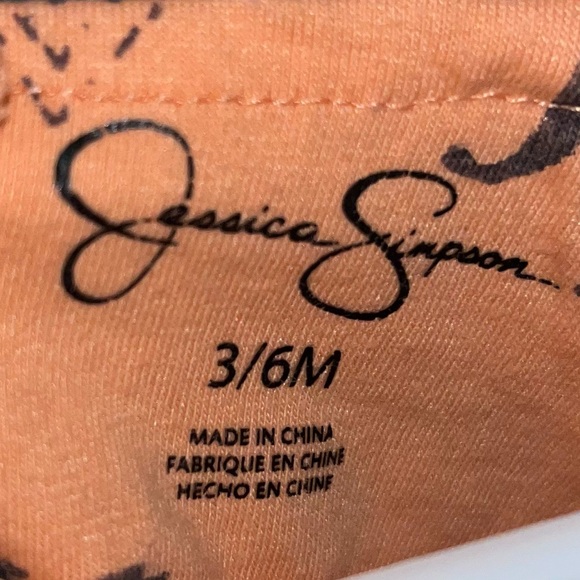 Jessica Simpson
3/6M
MADE IN CHINA
FABRIQUE EN CHINE
HECHO EN CHINE